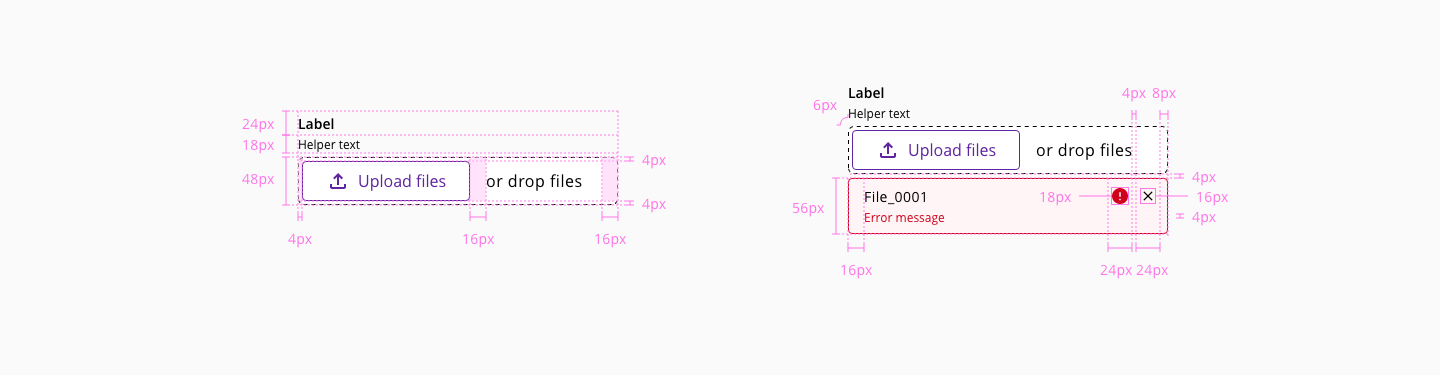 24px
Label
18px
Helper text
48px
Upload files
or drop files
4px
4px
4px
16px
16px
Label
4px
8px
6px
Helper text
Upload files
or drop files
4px
File_0001
18px
!
16px
56px
Error message
4px
16px
24px
24px